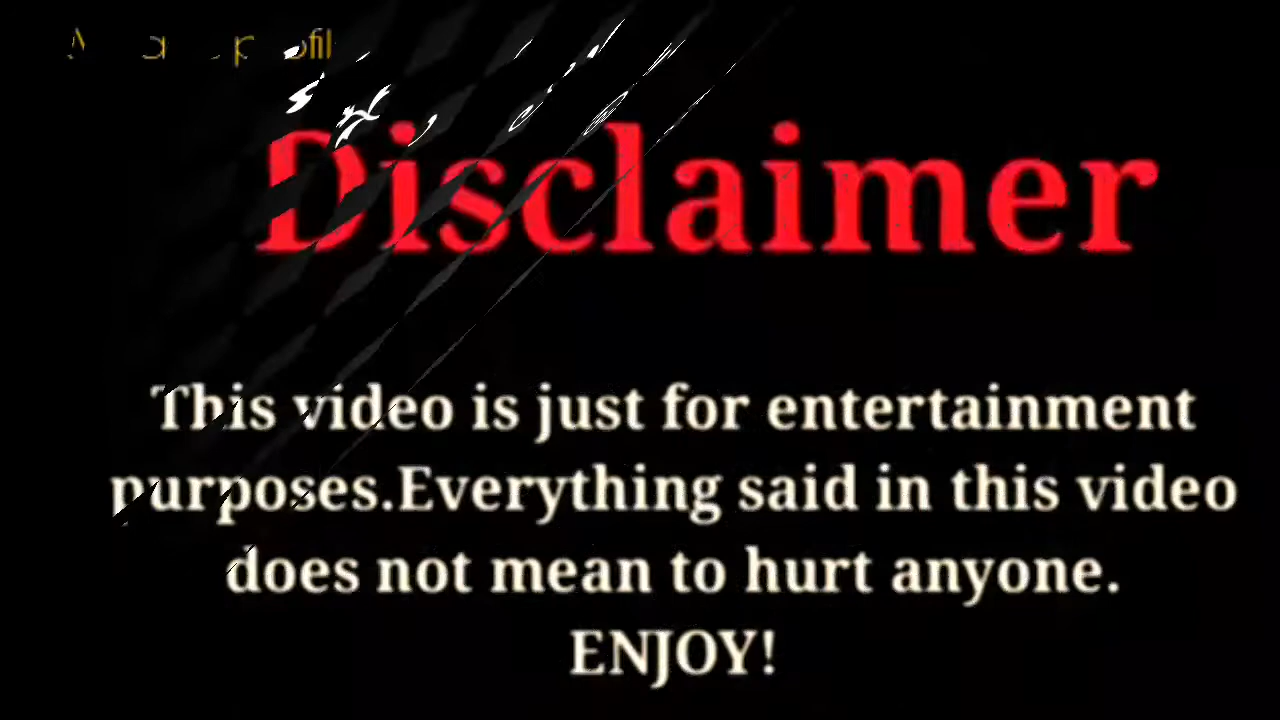 Disclaimer
This video is just for entertainment
purposes.Everything said in this video
does not mean to hurt anyone.
ENJOY!